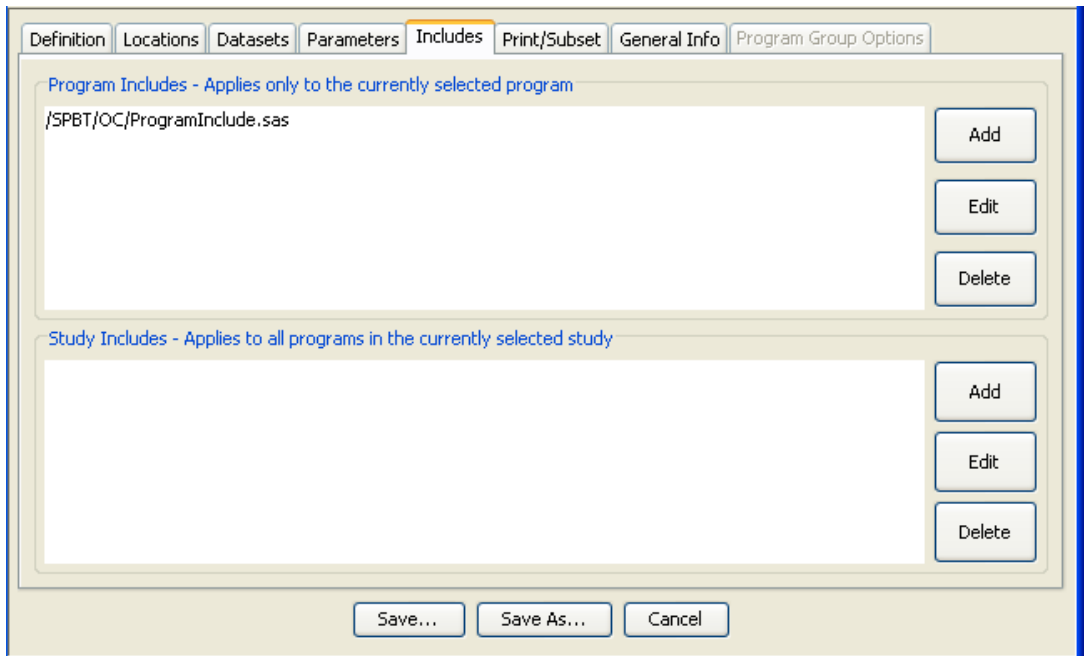 Definition Locations Datasets Parameters Includes Print/Subset General Info Program Group Options
Program Includes - Applies only to the currently selected program
/SPBT/OC/ProgramInclude.sas
Add
Edit
Delete
Study Includes - Applies to all programs in the currently selected study
Add
Edit
Delete
Save... Save As... Cancel